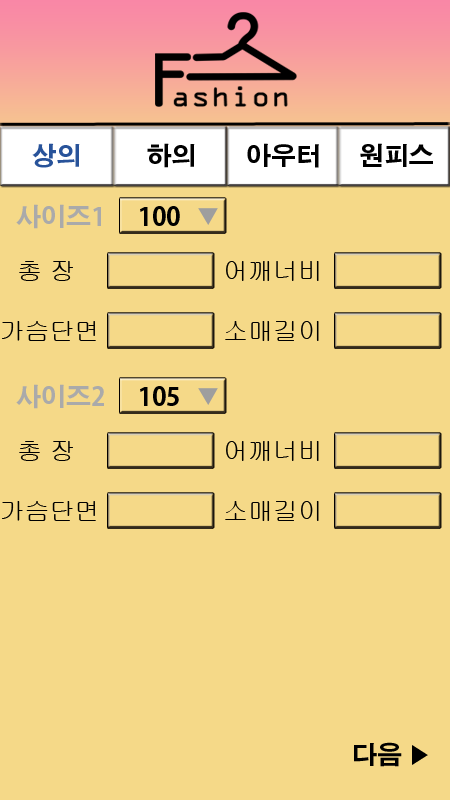 Fashion
상의 하의 아우터 원피스
사이즈1 100 ▼
총 장 어깨너비
가슴단면 소매길이
사이즈2 105 ▼
총 장 어깨너비
가슴단면 소매길이
다음 ▶